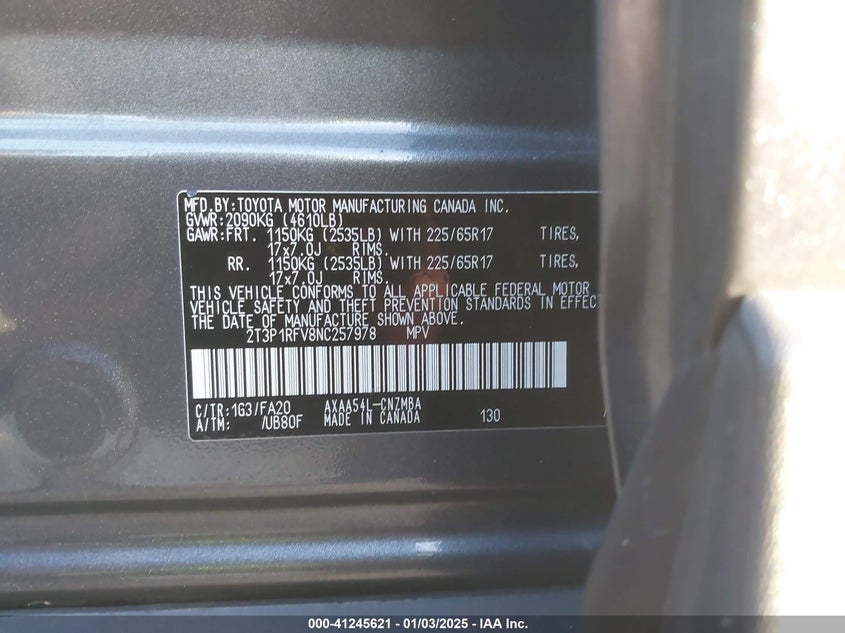 MFD.BY:TOYOTA MOTOR MANUFACTURING CANADA INC.
GVWR:2090KG (4610LB)
GAWR:FRT. 1150KG (2535LB) WITH 225/65R17 TIRES,
17x7.0J RIMS.
RR. 1150KG (2535LB) WITH 225/65R17 TIRES,
17x7.0J RIMS.
THIS VEHICLE CONFORMS TO ALL APPLICABLE FEDERAL MOTOR
VEHICLE SAFETY AND THEFT PREVENTION STANDARDS IN EFFEC
THE DATE OF MANUFACTURE SHOWN ABOVE.
2T3P1RFV8NC257978 MPV
C/TR:1G3/FA20 AXAA54L-CNZMBA
A/TM: /UB80F MADE IN CANADA 130
000-41245621 - 01/03/2025 - IAA Inc.